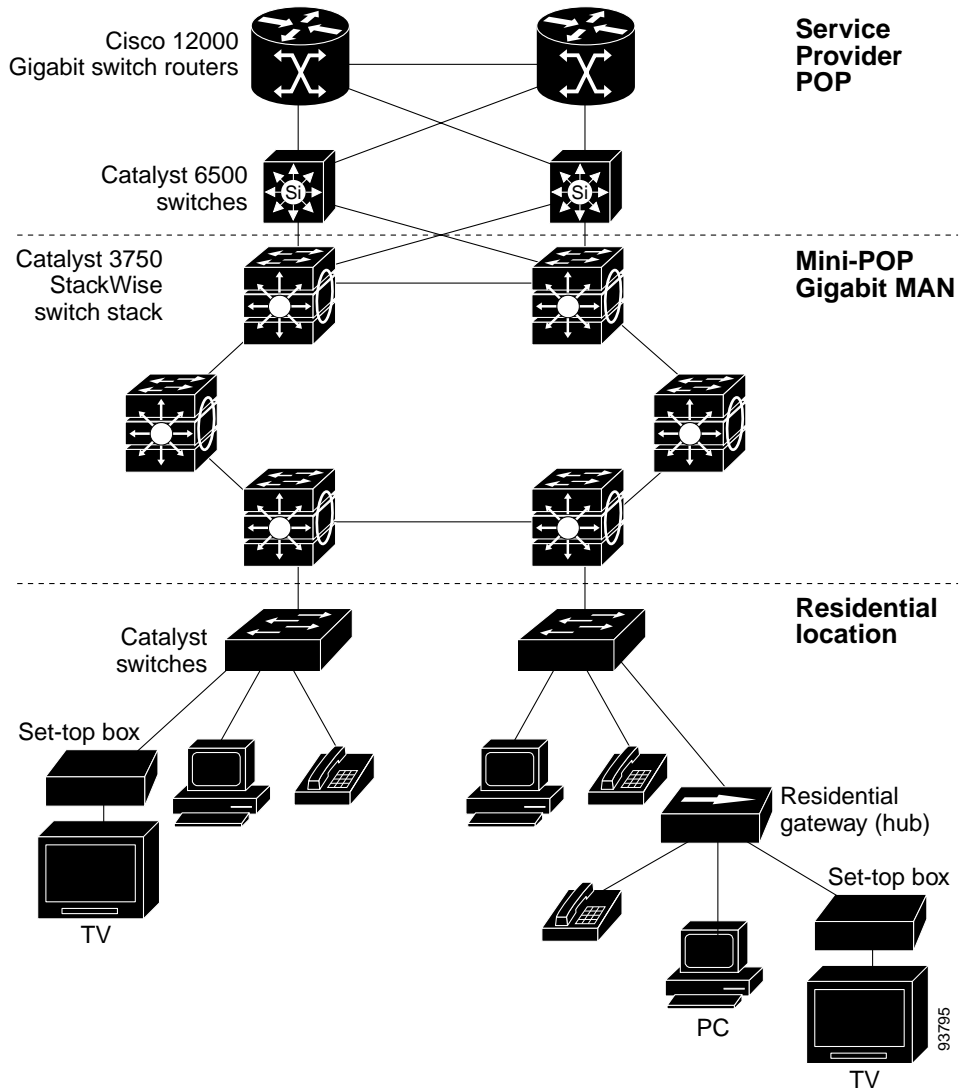 Cisco 12000
Gigabit switch routers
Service
Provider
POP
Catalyst 6500
switches
Si
Si
Catalyst 3750
StackWise
switch stack
Mini-POP
Gigabit MAN
Residential
location
Catalyst
switches
Set-top box
TV
Residential
gateway (hub)
Set-top box
PC
TV
93795